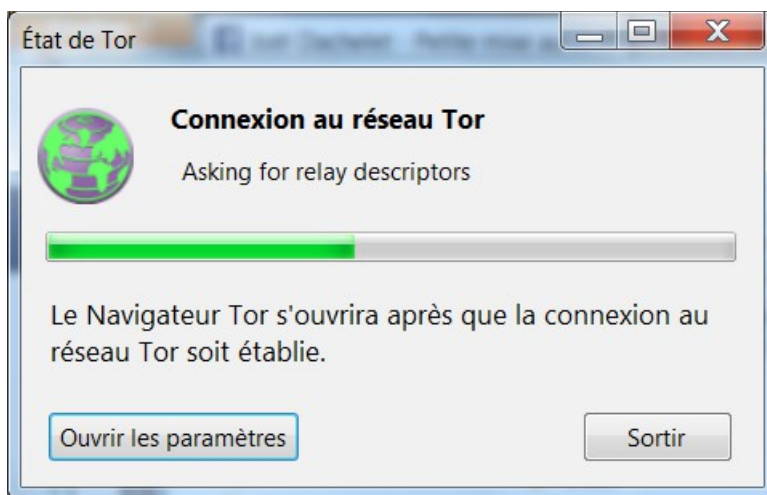 État de Tor
Connexion au réseau Tor
Asking for relay descriptors
Le Navigateur Tor s'ouvrira après que la connexion au
réseau Tor soit établie.
Ouvrir les paramètres
Sortir